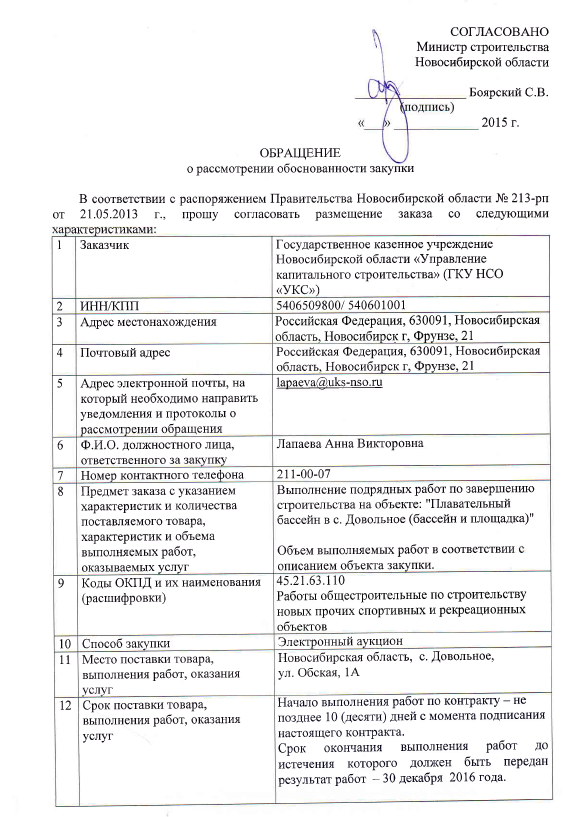 СОГЛАСОВАНО
Министр строительства
Новосибирской области
________________ Боярский С.В.
(подпись)
«___» _____________ 2015 г.
ОБРАЩЕНИЕ
о рассмотрении обоснованности закупки
В соответствии с распоряжением Правительства Новосибирской области № 213-рп
от 21.05.2013 г., прошу согласовать размещение заказа со следующими
характеристиками:
1 Заказчик Государственное казенное учреждение
Новосибирской области «Управление
капитального строительства» (ГКУ НСО
«УКС»)
2 ИНН/КПП 5406509800/ 540601001
3 Адрес местонахождения Российская Федерация, 630091, Новосибирская
область, Новосибирск г, Фрунзе, 21
4 Почтовый адрес Российская Федерация, 630091, Новосибирская
область, Новосибирск г, Фрунзе, 21
5 Адрес электронной почты, на lapaeva@uks-nso.ru
который необходимо направить
уведомления и протоколы о
рассмотрении обращения
6 Ф.И.О. должностного лица, Лапаева Анна Викторовна
ответственного за закупку
7 Номер контактного телефона 211-00-07
8 Предмет заказа с указанием Выполнение подрядных работ по завершению
характеристик и количества строительства на объекте: "Плавательный
поставляемого товара, бассейн в с. Довольное (бассейн и площадка)"
характеристик и объема
выполняемых работ, Объем выполняемых работ в соответствии с
оказываемых услуг описанием объекта закупки.
9 Коды ОКПД и их наименования 45.21.63.110
(расшифровки) Работы общестроительные по строительству
новых прочих спортивных и рекреационных
объектов
10 Способ закупки Электронный аукцион
11 Место поставки товара, Новосибирская область, с. Довольное,
выполнения работ, оказания ул. Обская, 1А
услуг
12 Срок поставки товара, Начало выполнения работ по контракту – не
выполнения работ, оказания позднее 10 (десяти) дней с момента подписания
услуг настоящего контракта.
Срок окончания выполнения работ до
истечения которого должен быть передан
результат работ – 30 декабря 2016 года.